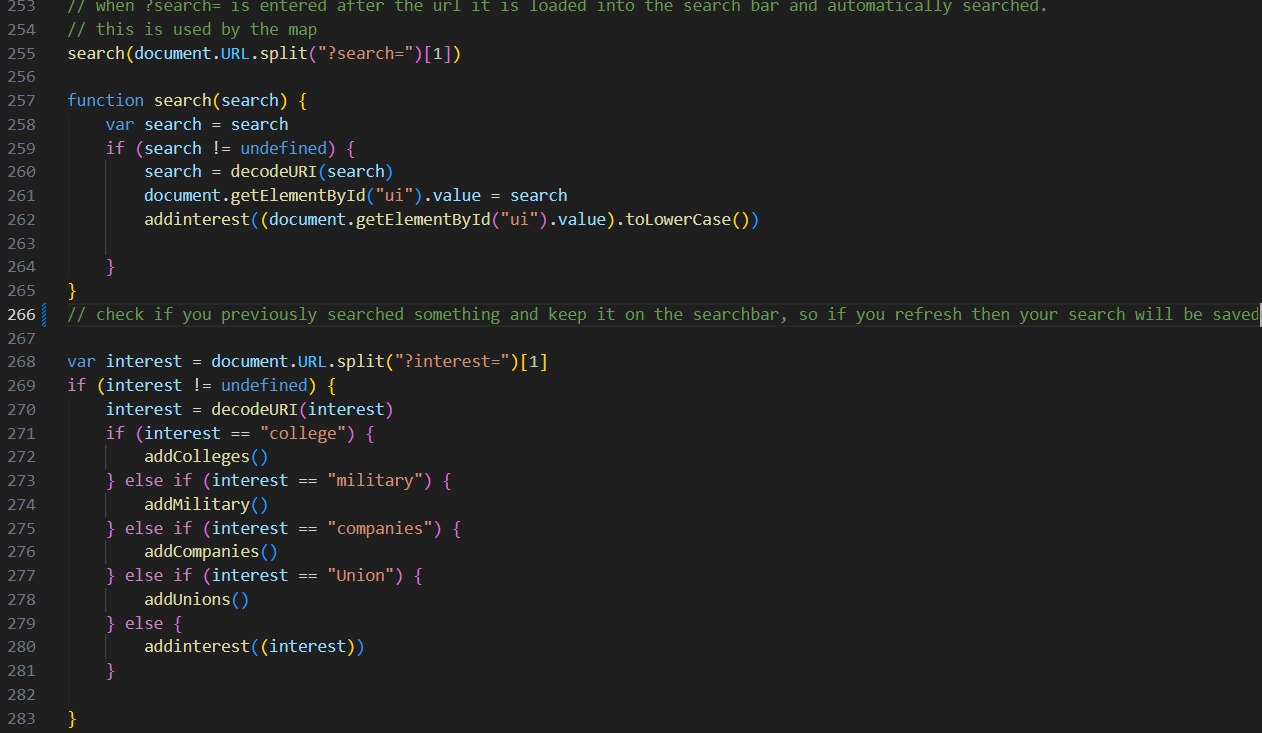 253 // when ?search= is entered after the url it is loaded into the search bar and automatically searched.
254 // this is used by the map
255 search(document.URL.split("?search=")[1])
256
257 function search(search) {
258     var search = search
259     if (search != undefined) {
260         search = decodeURI(search)
261         document.getElementById("ui").value = search
262         addinterest((document.getElementById("ui").value).toLowerCase())
263
264     }
265 }
266 // check if you previously searched something and keep it on the searchbar, so if you refresh then your search will be saved
267
268 var interest = document.URL.split("?interest=")[1]
269 if (interest != undefined) {
270     interest = decodeURI(interest)
271     if (interest == "college") {
272         addColleges()
273     } else if (interest == "military") {
274         addMilitary()
275     } else if (interest == "companies") {
276         addCompanies()
277     } else if (interest == "Union") {
278         addUnions()
279     } else {
280         addinterest((interest))
281     }
282
283 }